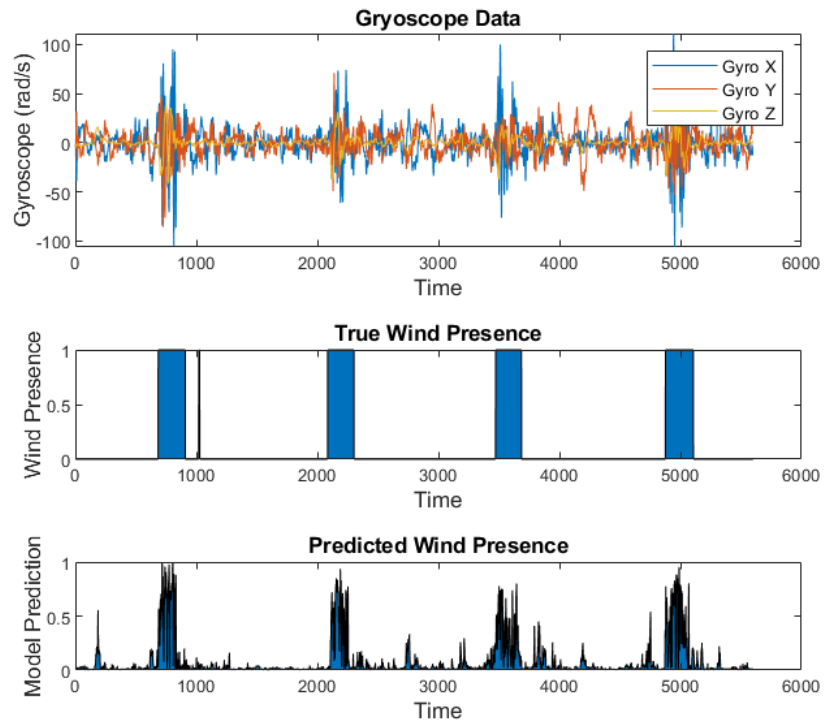 Gryoscope Data
Gyroscope (rad/s)
100
50
0
-50
-100
Gyro X
Gyro Y
Gyro Z
0 1000 2000 3000 4000 5000 6000
Time
True Wind Presence
Wind Presence
1
0.5
0
0 1000 2000 3000 4000 5000 6000
Time
Predicted Wind Presence
Model Prediction
1
0.5
0
0 1000 2000 3000 4000 5000 6000
Time